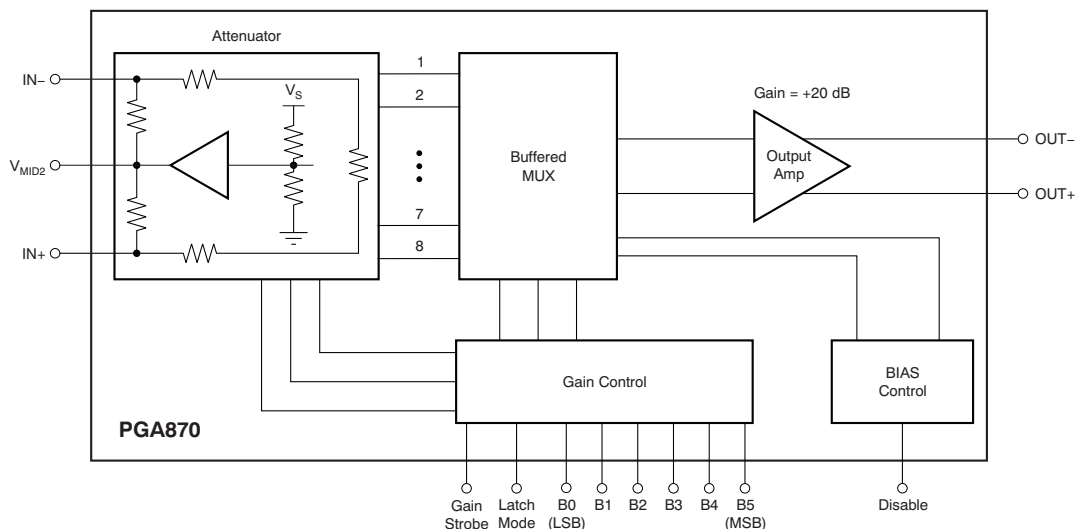 Attenuator
IN−
V_S
V_MID2
IN+
1
2
7
8
Buffered
MUX
Gain = +20 dB
Output
Amp
OUT−
OUT+
Gain Control
BIAS
Control
PGA870
Gain
Strobe
Latch
Mode
B0
(LSB)
B1
B2
B3
B4
B5
(MSB)
Disable